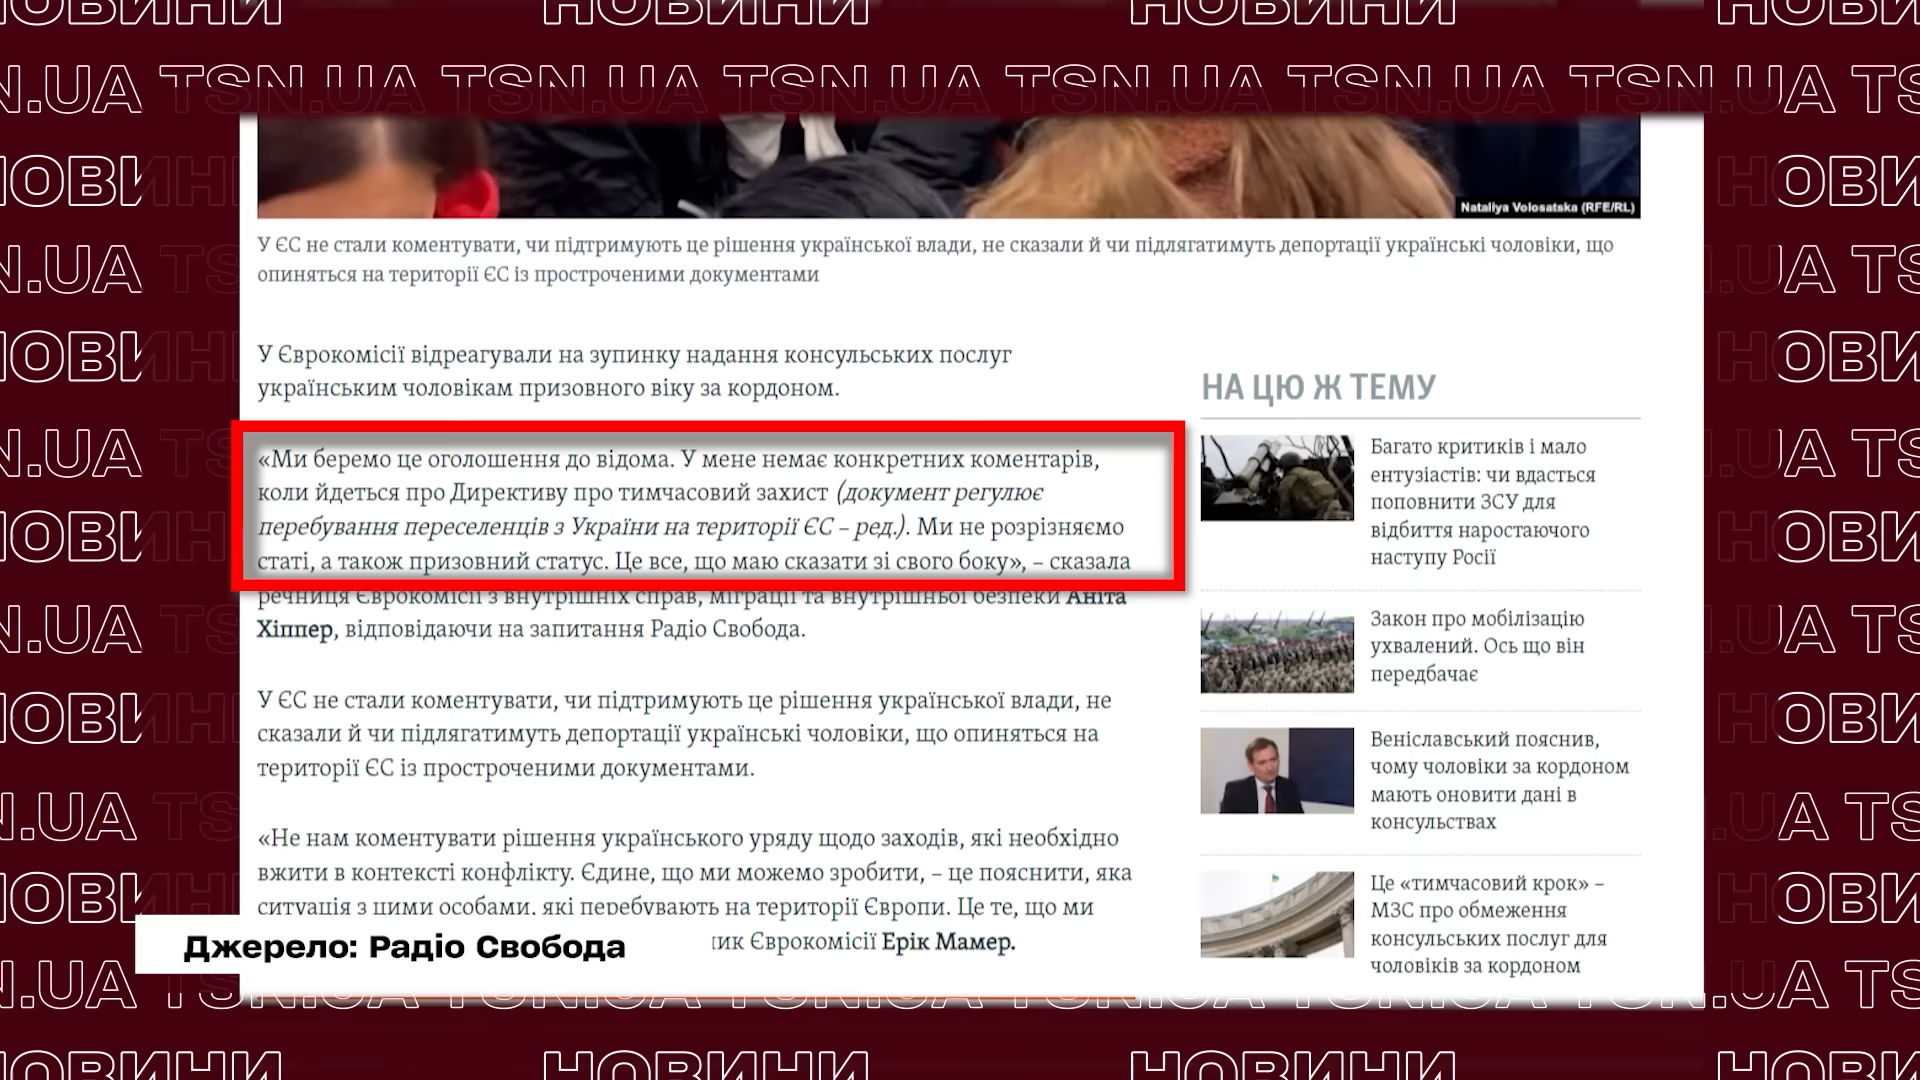 НОВИНИ НОВИНИ НОВИНИ НОВИНИ
N.UA TSN.UA TSN.UA TSN.UA TSN.UA TSN.UA TSN.UA TS
Nataliya Volosatska (RFE/RL)
У ЄС не стали коментувати, чи підтримують це рішення української влади, не сказали й чи підлягатимуть депортації українські чоловіки, що
опиняться на території ЄС із простроченими документами
У Єврокомісії відреагували на зупинку надання консульських послуг
українським чоловікам призовного віку за кордоном.
«Ми беремо це оголошення до відома. У мене немає конкретних коментарів,
коли йдеться про Директиву про тимчасовий захист (документ регулює
перебування переселенців з України на території ЄС – ред.). Ми не розрізняємо
статі, а також призовний статус. Це все, що маю сказати зі свого боку», – сказала
речниця Єврокомісії з внутрішніх справ, міграції та внутрішньої безпеки Аніта
Хіппер, відповідаючи на запитання Радіо Свобода.
У ЄС не стали коментувати, чи підтримують це рішення української влади, не
сказали й чи підлягатимуть депортації українські чоловіки, що опиняться на
території ЄС із простроченими документами.
«Не нам коментувати рішення українського уряду щодо заходів, які необхідно
вжити в контексті конфлікту. Єдине, що ми можемо зробити, – це пояснити, яка
ситуація з цими особами, які перебувають на території Європи. Це те, що ми
Єврокомісії Ерік Мамер.
Джерело: Радіо Свобода
НА ЦЮ Ж ТЕМУ
Багато критиків і мало
ентузіастів: чи вдасться
поповнити ЗСУ для
відбиття наростаючого
наступу Росії
Закон про мобілізацію
ухвалений. Ось що він
передбачає
Веніславський пояснив,
чому чоловіки за кордоном
мають оновити дані в
консульствах
Це «тимчасовий крок» –
МЗС про обмеження
консульських послуг для
чоловіків за кордоном
НОВИНИ НОВИНИ НОВИНИ НОВИНИ